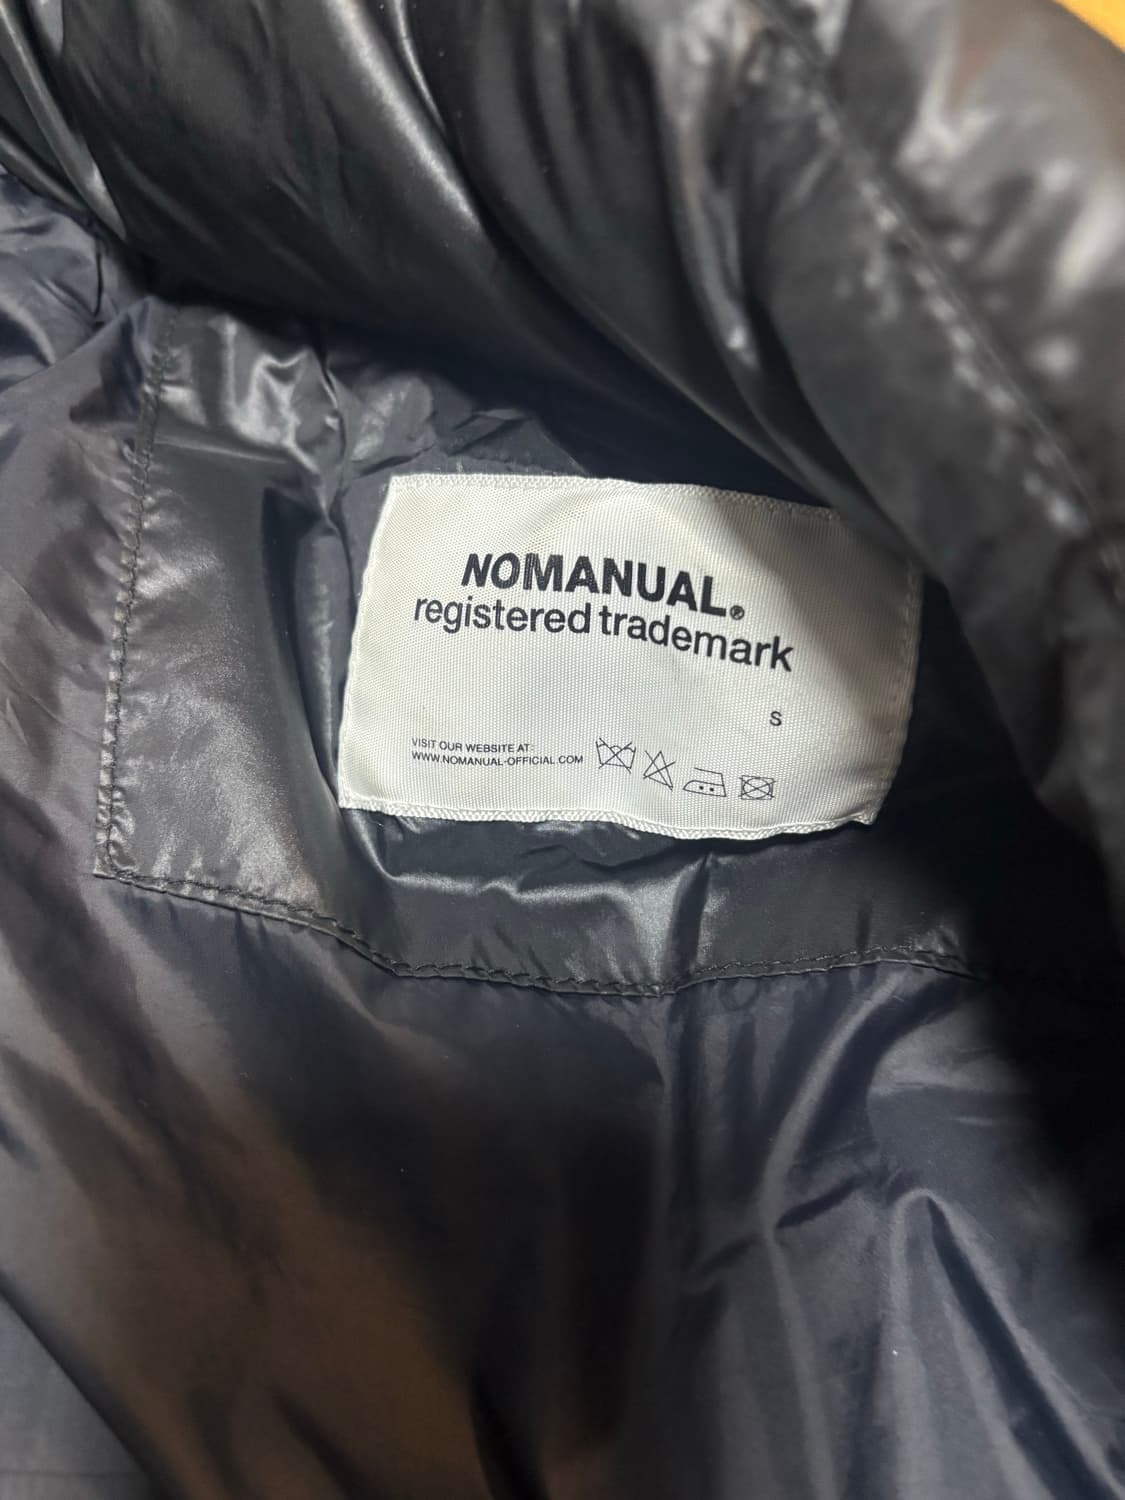 NOMANUAL®
registered trademark
S
VISIT OUR WEBSITE AT:
WWW.NOMANUAL-OFFICIAL.COM